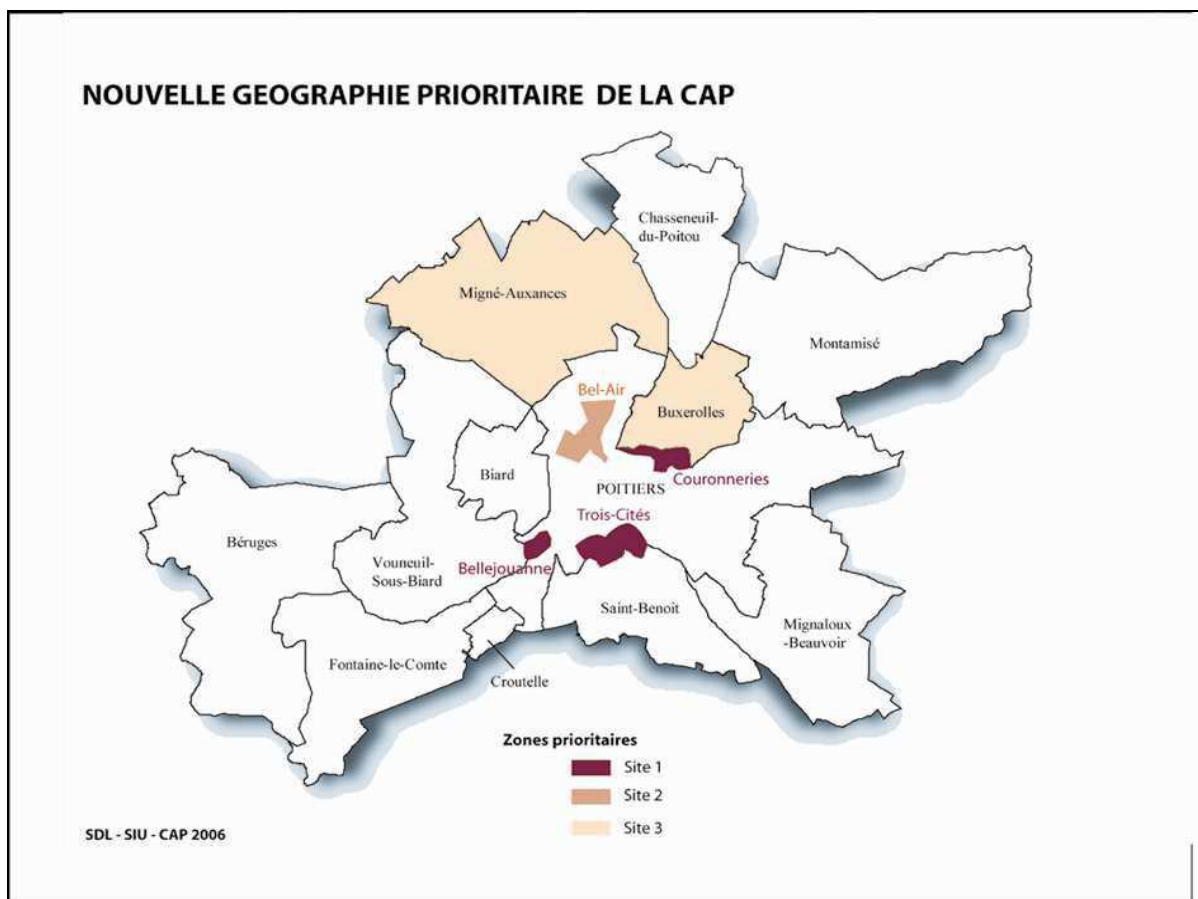 NOUVELLE GEOGRAPHIE PRIORITAIRE DE LA CAP
Chasseneuil-
du-Poitou
Migné-Auxances
Montamisé
Bel-Air
Buxerolles
Biard
Couronneries
POITIERS
Trois-Cités
Béruges
Vouneuil-
Sous-Biard
Bellejouanne
Saint-Benoit
Mignaloux
-Beauvoir
Fontaine-le-Comte
Croutelle
Zones prioritaires
Site 1
Site 2
Site 3
SDL - SIU - CAP 2006